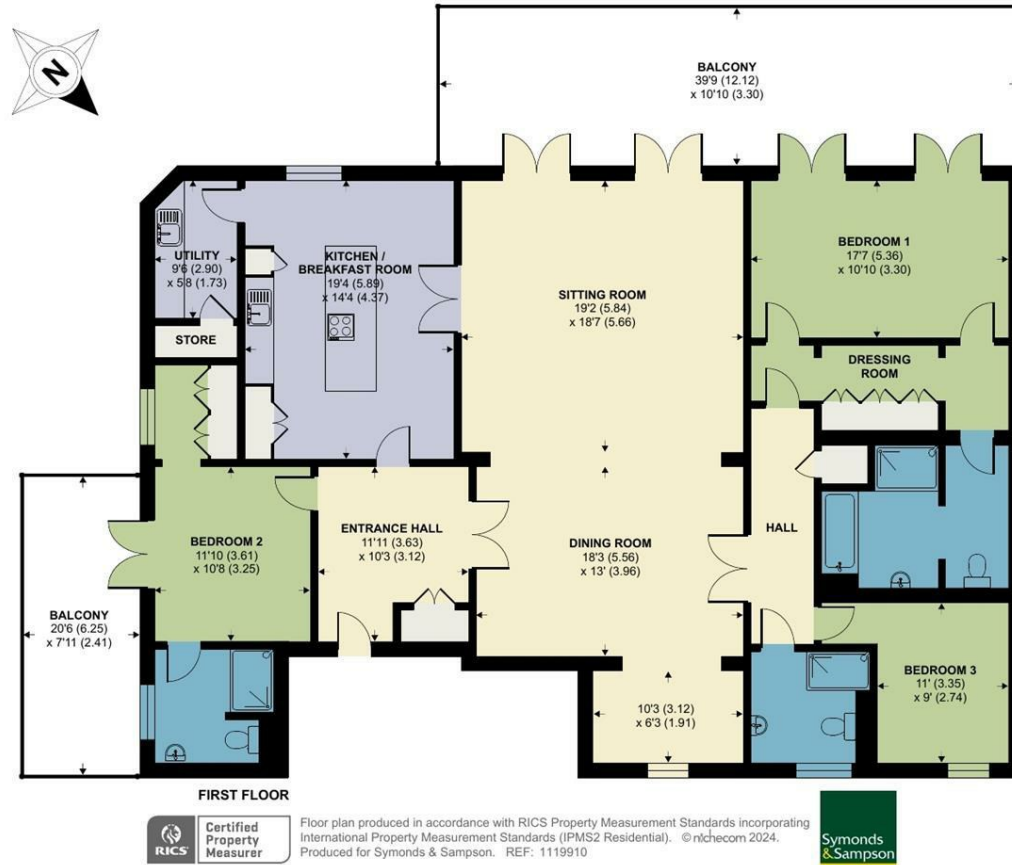 N
BALCONY
39'9 (12.12)
x 10'10 (3.30)
UTILITY
9'6 (2.90)
x 5'8 (1.73)
STORE
KITCHEN /
BREAKFAST ROOM
19'4 (5.89)
x 14'4 (4.37)
SITTING ROOM
19'2 (5.84)
x 18'7 (5.66)
BEDROOM 1
17'7 (5.36)
x 10'10 (3.30)
DRESSING
ROOM
BEDROOM 2
11'10 (3.61)
x 10'8 (3.25)
ENTRANCE HALL
11'11 (3.63)
x 10'3 (3.12)
DINING ROOM
18'3 (5.56)
x 13' (3.96)
HALL
BALCONY
20'6 (6.25)
x 7'11 (2.41)
10'3 (3.12)
x 6'3 (1.91)
BEDROOM 3
11' (3.35)
x 9' (2.74)
FIRST FLOOR
RICS
Certified
Property
Measurer
Floor plan produced in accordance with RICS Property Measurement Standards incorporating
International Property Measurement Standards (IPMS2 Residential). © nichecom 2024.
Produced for Symonds & Sampson. REF: 1119910
Symonds
&Sampson